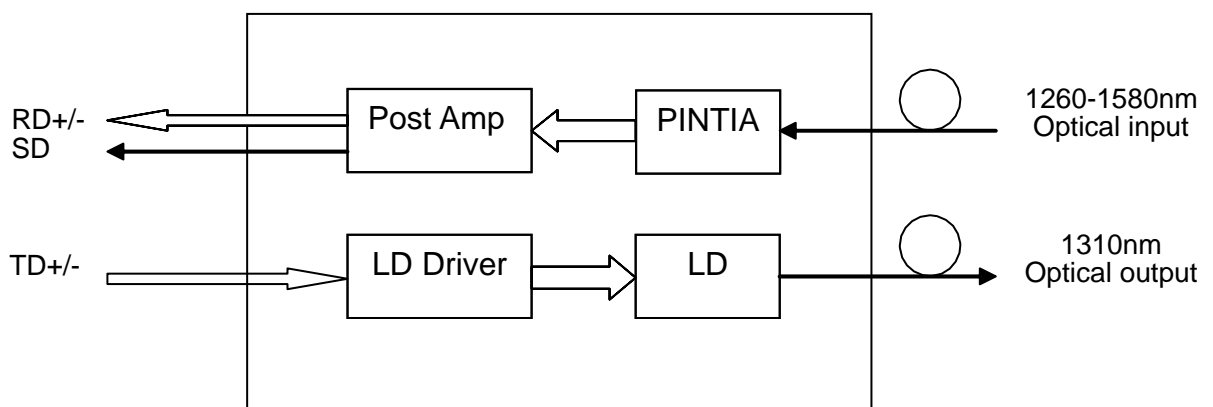 RD+/-
SD
Post Amp
PINTIA
1260-1580nm
Optical input
TD+/-
LD Driver
LD
1310nm
Optical output